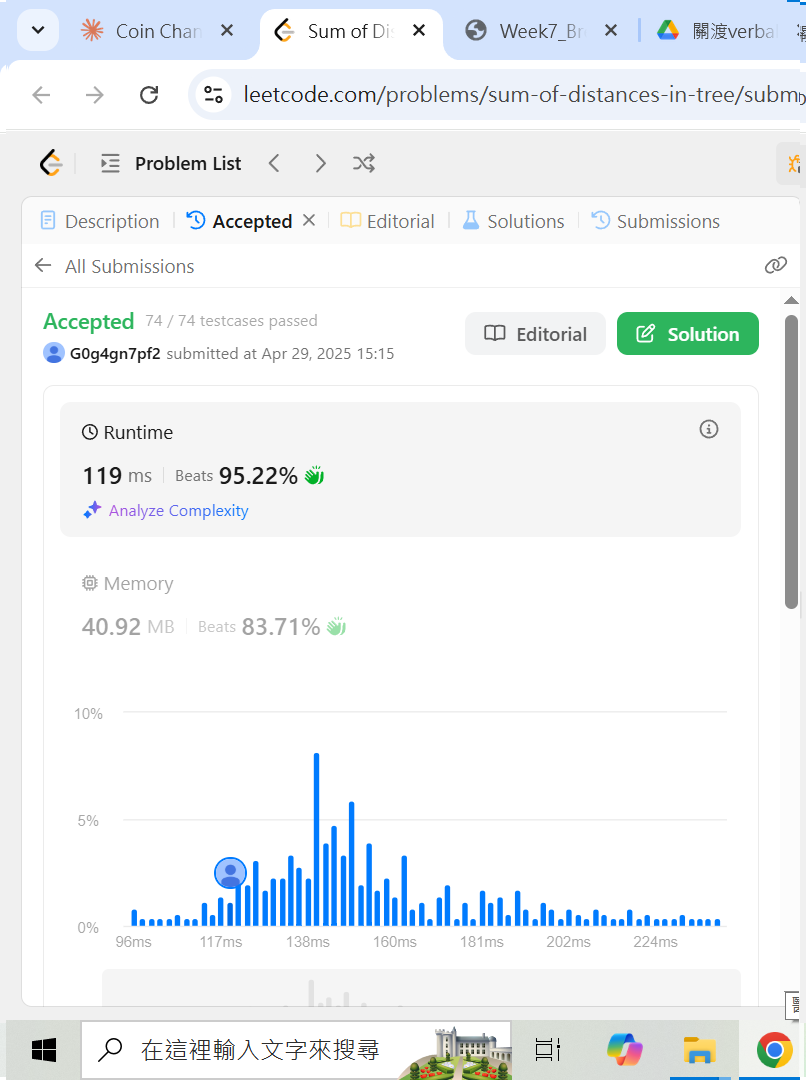 Coin Chan
Sum of Dis
Week7_Br
關渡verba
leetcode.com/problems/sum-of-distances-in-tree/subm
Problem List
Description
Accepted
Editorial
Solutions
Submissions
All Submissions
Accepted 74 / 74 testcases passed
Editorial
Solution
G0g4gn7pf2 submitted at Apr 29, 2025 15:15
Runtime
119 ms
Beats 95.22%
Analyze Complexity
Memory
40.92 MB
Beats 83.71%
10%
5%
0%
96ms 117ms 138ms 160ms 181ms 202ms 224ms
在這裡輸入文字來搜尋